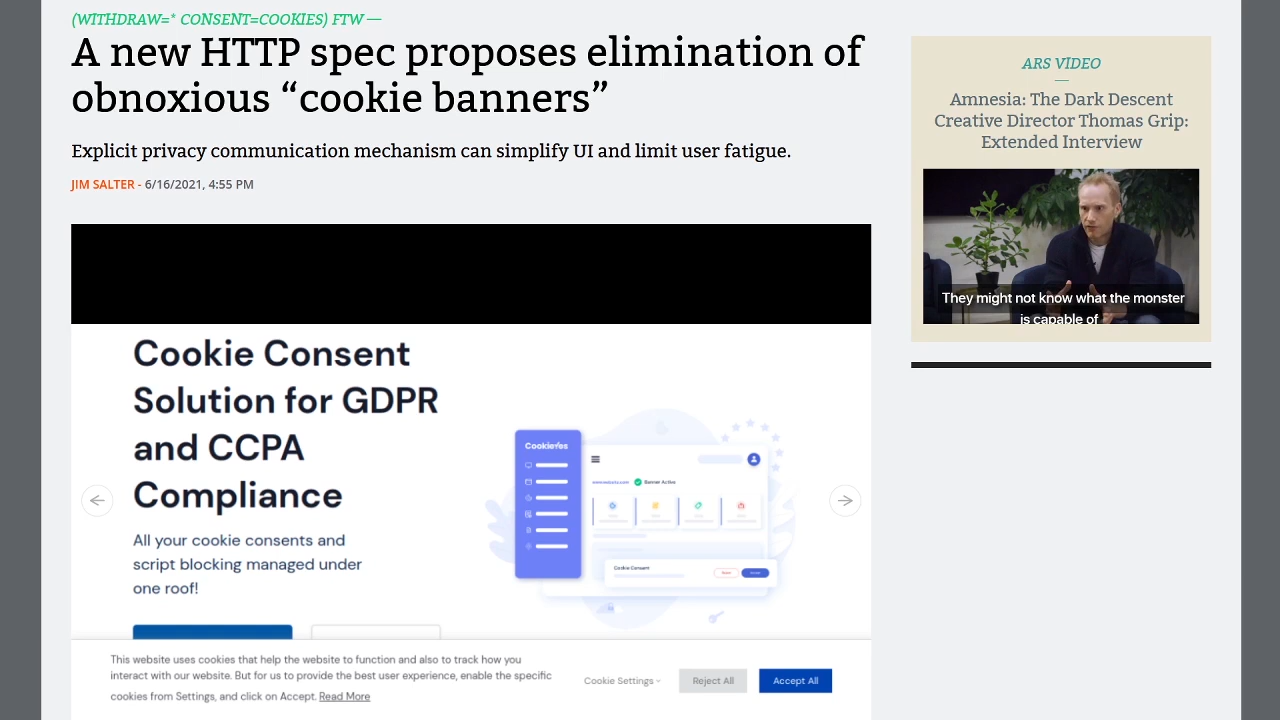 (WITHDRAW=* CONSENT=COOKIES) FTW —
A new HTTP spec proposes elimination of
obnoxious “cookie banners”
Explicit privacy communication mechanism can simplify UI and limit user fatigue.
JIM SALTER - 6/16/2021, 4:55 PM
ARS VIDEO
Amnesia: The Dark Descent
Creative Director Thomas Grip:
Extended Interview
They might not know what the monster
is capable of
Cookie Consent
Solution for GDPR
and CCPA
Compliance
All your cookie consents and
script blocking managed under
one roof!
CookieYes
Banner Active
Cookie Consent
This website uses cookies that help the website to function and also to track how you
interact with our website. But for us to provide the best user experience, enable the specific
cookies from Settings, and click on Accept. Read More
Cookie Settings
Reject All
Accept All